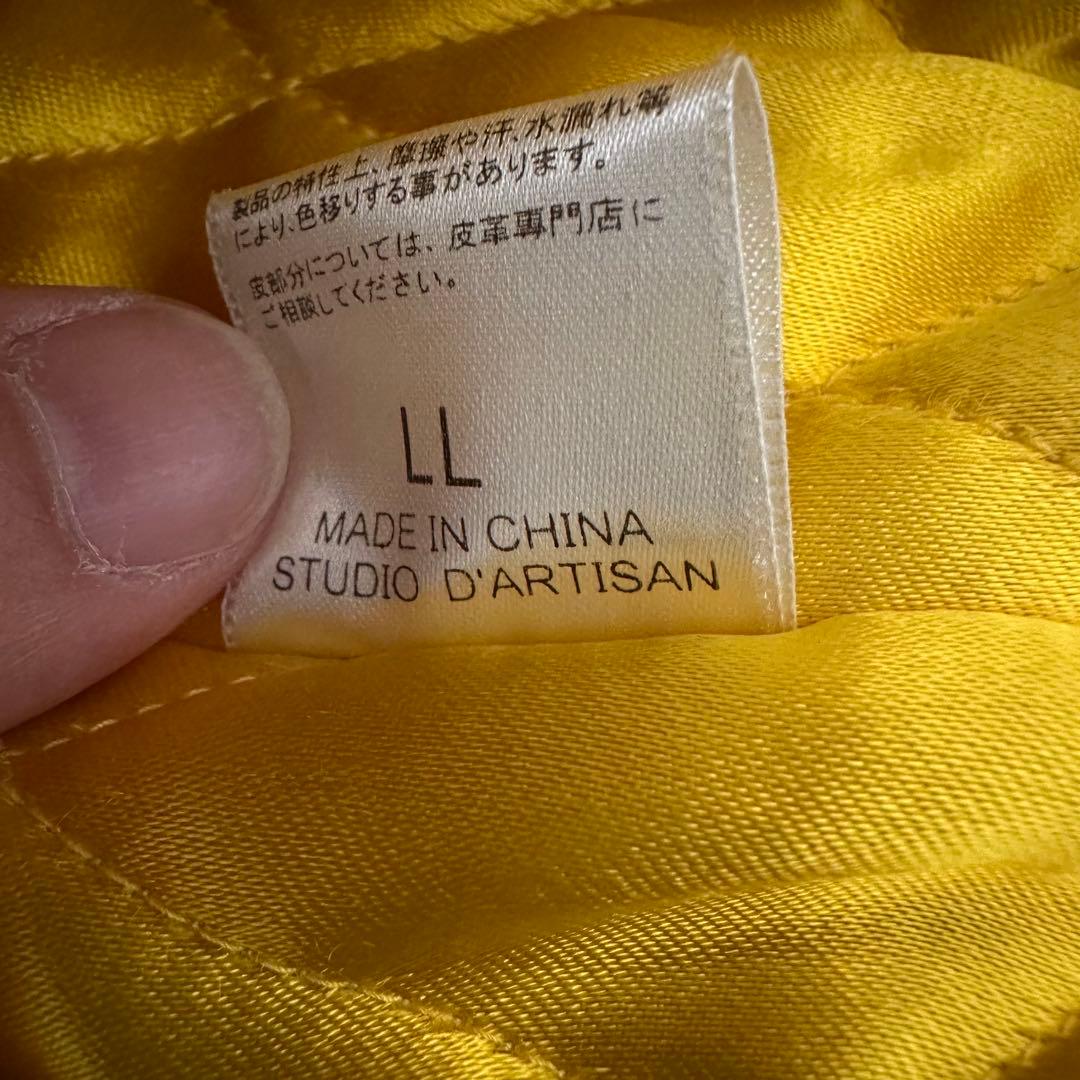 製品の特性上、摩擦や汗、水濡れ等
により、色移りする事があります。
皮部分については、皮革專門店に
ご相談してください。
LL
MADE IN CHINA
STUDIO D'ARTISAN